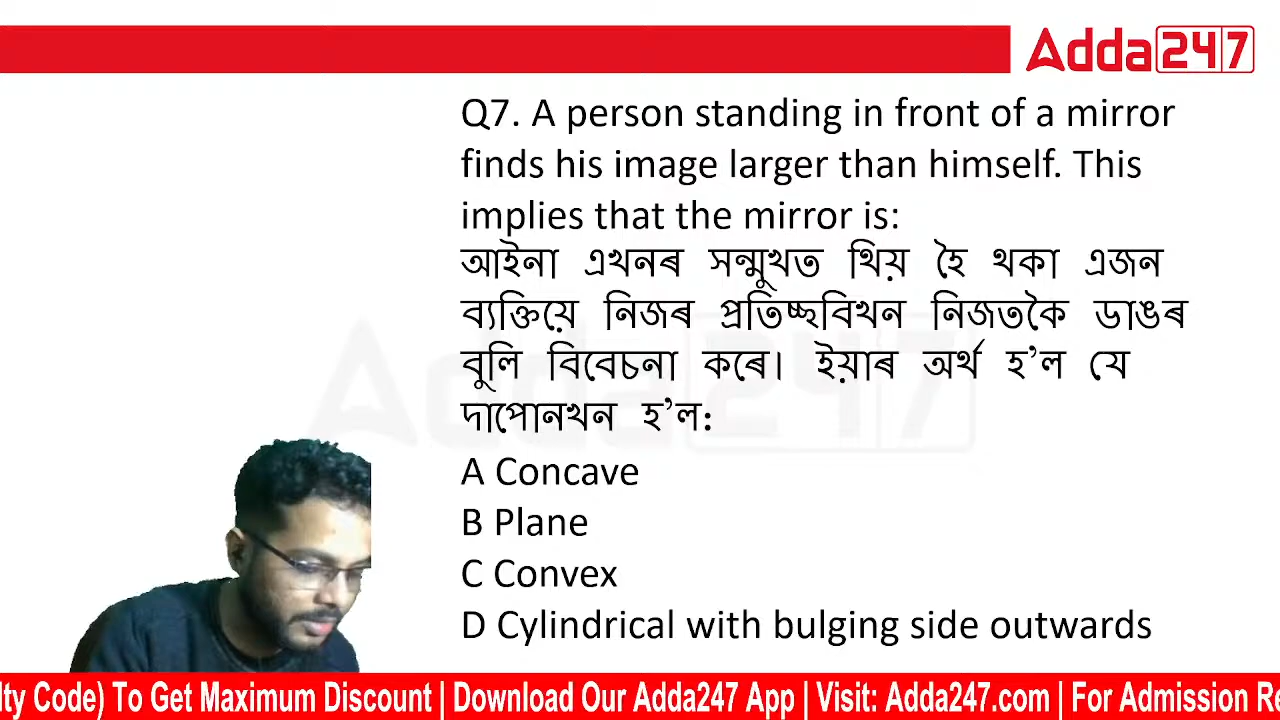 Adda247
Q7. A person standing in front of a mirror
finds his image larger than himself. This
implies that the mirror is:
আইনা এখনৰ সন্মুখত থিয় হৈ থকা এজন
ব্যক্তিয়ে নিজৰ প্ৰতিচ্ছবিখন নিজতকৈ ডাঙৰ
বুলি বিবেচনা কৰে। ইয়াৰ অৰ্থ হ’ল যে
দাপোনখন হ’ল:
Adda247
A Concave
B Plane
C Convex
D Cylindrical with bulging side outwards
lty Code) To Get Maximum Discount | Download Our Adda247 App | Visit: Adda247.com | For Admission Re